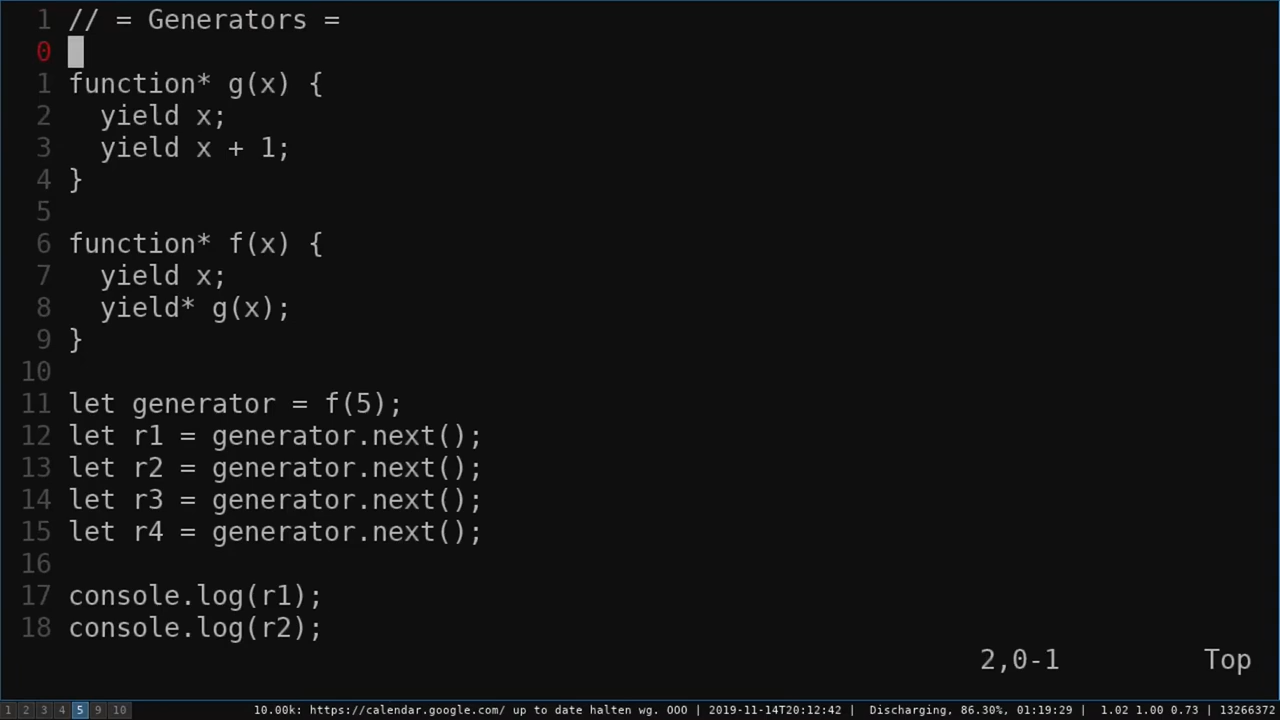 1 // = Generators =
0
1 function* g(x) {
2   yield x;
3   yield x + 1;
4 }
5
6 function* f(x) {
7   yield x;
8   yield* g(x);
9 }
10
11 let generator = f(5);
12 let r1 = generator.next();
13 let r2 = generator.next();
14 let r3 = generator.next();
15 let r4 = generator.next();
16
17 console.log(r1);
18 console.log(r2);
2,0-1 Top
1 2 3 4 5 9 10 10.00k: https://calendar.google.com/ up to date halten wg. OOO | 2019-11-14T20:12:42 | Discharging, 86.30%, 01:19:29 | 1.02 1.00 0.73 | 13266372